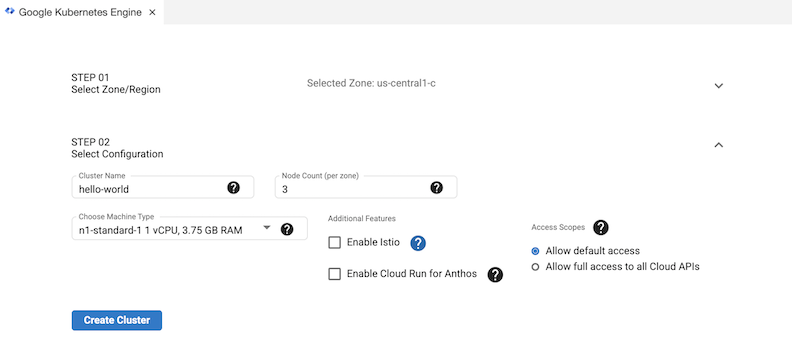 Google Kubernetes Engine ×
STEP 01
Select Zone/Region
Selected Zone: us-central1-c
STEP 02
Select Configuration
Cluster Name
hello-world
?
Node Count (per zone)
3
?
Choose Machine Type
n1-standard-1 1 vCPU, 3.75 GB RAM
?
Additional Features
Enable Istio
?
Enable Cloud Run for Anthos
?
Access Scopes
?
Allow default access
Allow full access to all Cloud APIs
Create Cluster